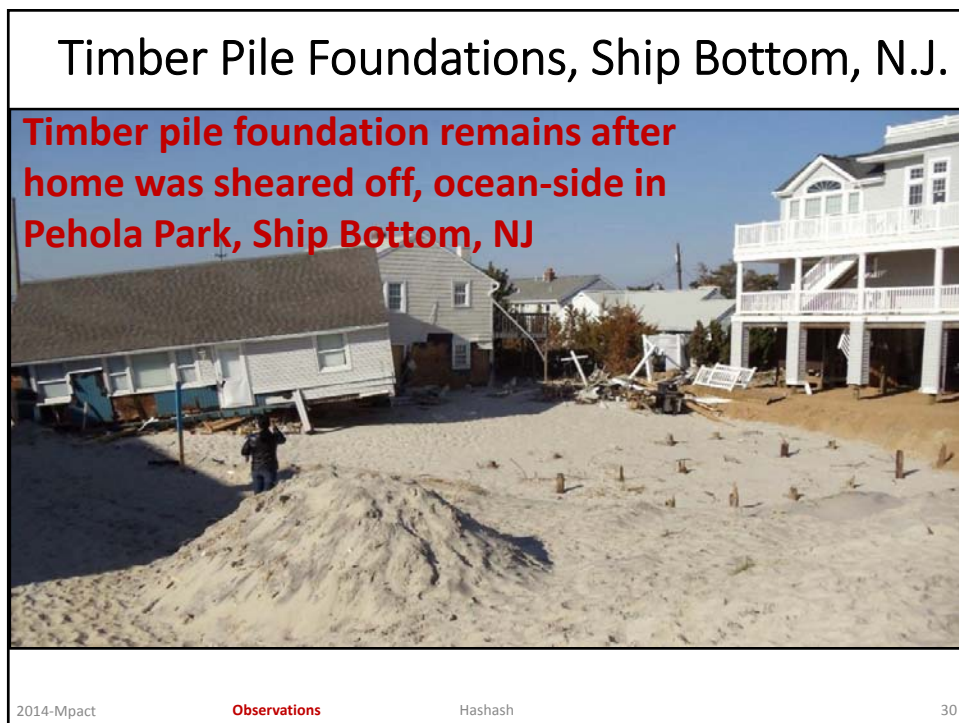 Timber Pile Foundations, Ship Bottom, N.J.
Timber pile foundation remains after
home was sheared off, ocean-side in
Pehola Park, Ship Bottom, NJ
2014-Mpact Observations Hashash 30